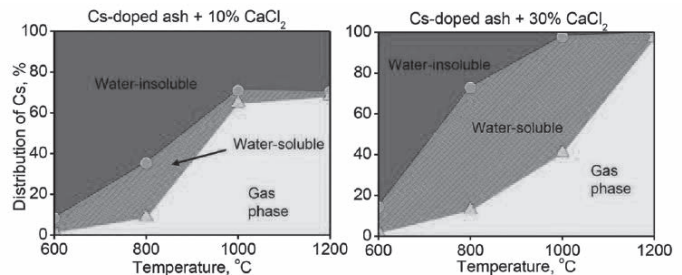 Cs-doped ash + 10% CaCl₂
Distribution of Cs, %
100
80
60
40
20
0
Water-insoluble
Water-soluble
Gas
phase
600 800 1000 1200
Temperature, °C
Cs-doped ash + 30% CaCl₂
100
80
60
40
20
0
Water-insoluble
Water-soluble
Gas
phase
600 800 1000 1200
Temperature, °C